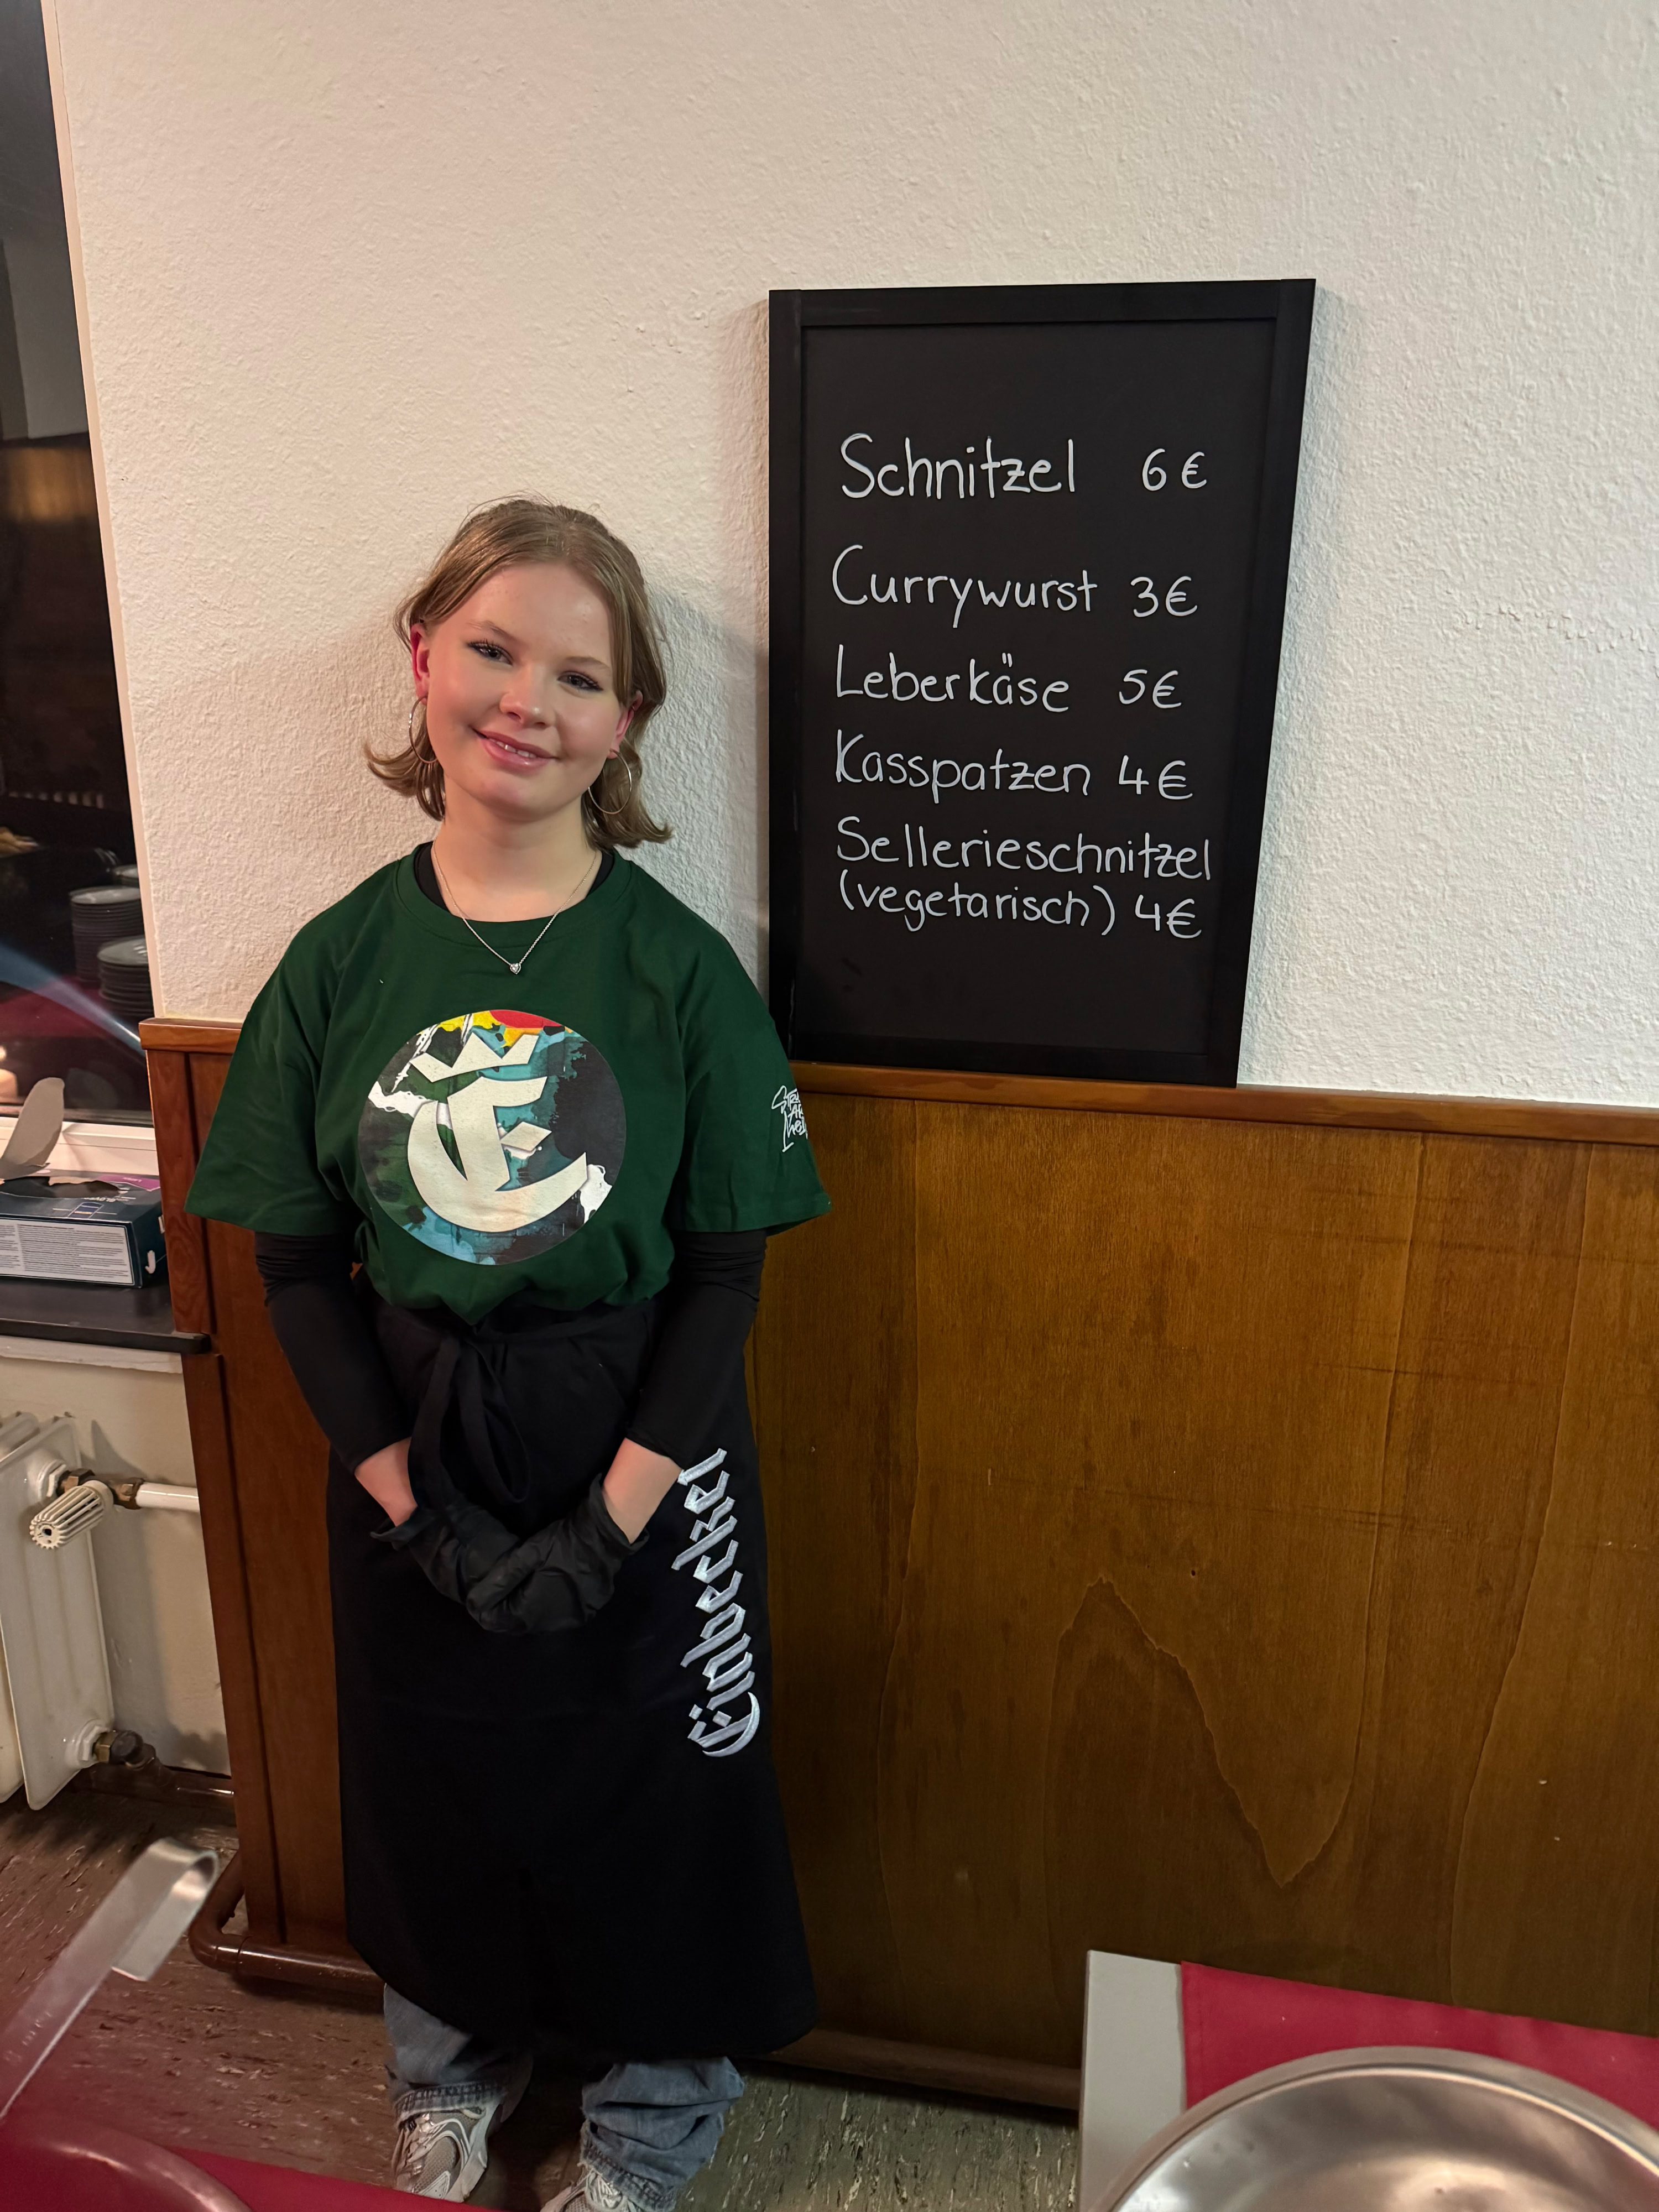 Schnitzel 6€
Currywurst 3€
Leberkäse 5€
Kasspatzen 4€
Sellerieschnitzel
(vegetarisch) 4€
Einbecker